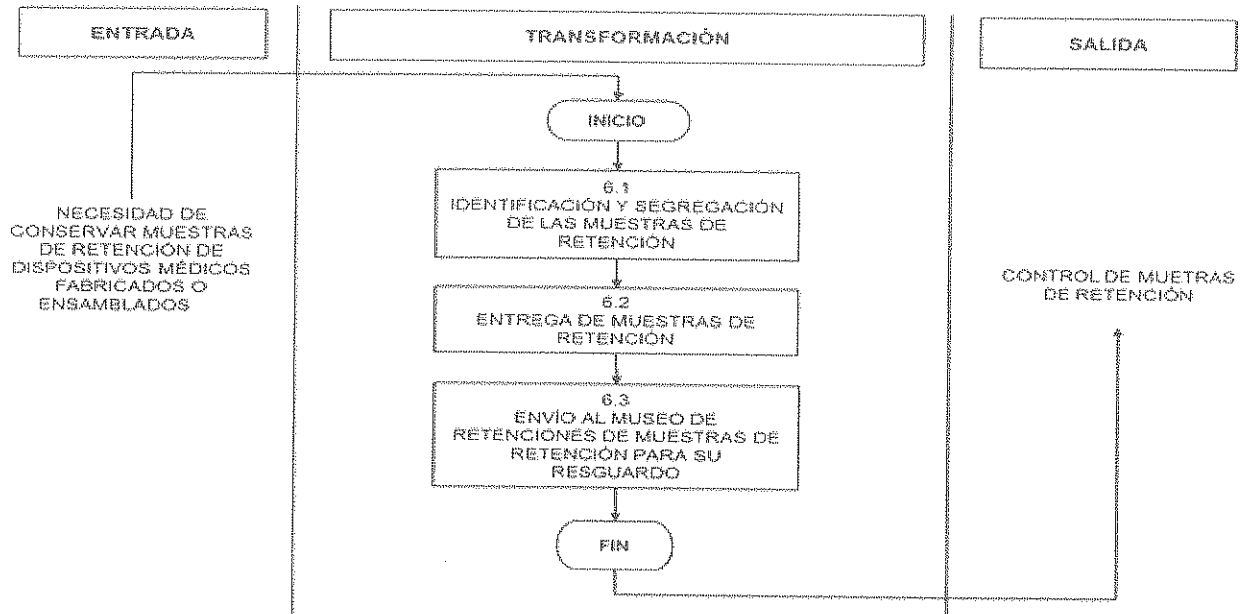 ENTRADA
TRANSFORMACIÓN
SALIDA
INICIO
NECESIDAD DE
CONSERVAR MUESTRAS
DE RETENCIÓN DE
DISPOSITIVOS MÉDICOS
FABRICADOS O
ENSAMBLADOS
6.1
IDENTIFICACIÓN Y SEGREGACIÓN
DE LAS MUESTRAS DE
RETENCIÓN
6.2
ENTREGA DE MUESTRAS DE
RETENCIÓN
6.3
ENVÍO AL MUSEO DE
RETENCIONES DE MUESTRAS DE
RETENCIÓN PARA SU
RESGUARDO
FIN
CONTROL DE MUETRAS
DE RETENCIÓN